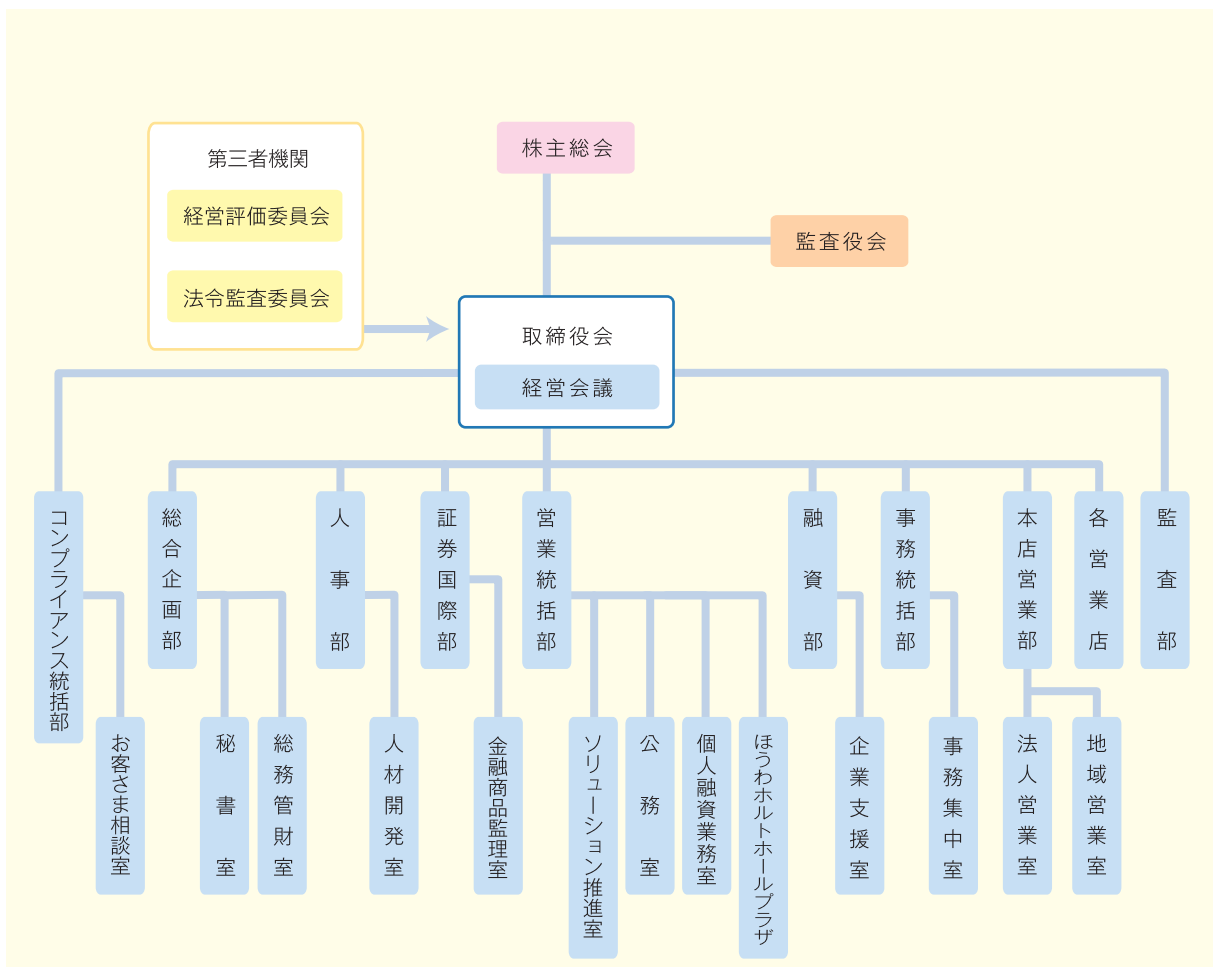 第三者機関
経営評価委員会
法令監査委員会
株主総会
監査役会
取締役会
経営会議
コンプライアンス統括部
総合企画部
人事部
証券国際部
営業統括部
融資部
事務統括部
本店営業部
各営業店
監査部
お客さま相談室
秘書室
総務管財室
人材開発室
金融商品監理室
ソリューション推進室
公務室
個人融資業務室
ほうわホルトホールプラザ
企業支援室
事務集中室
法人営業室
地域営業室